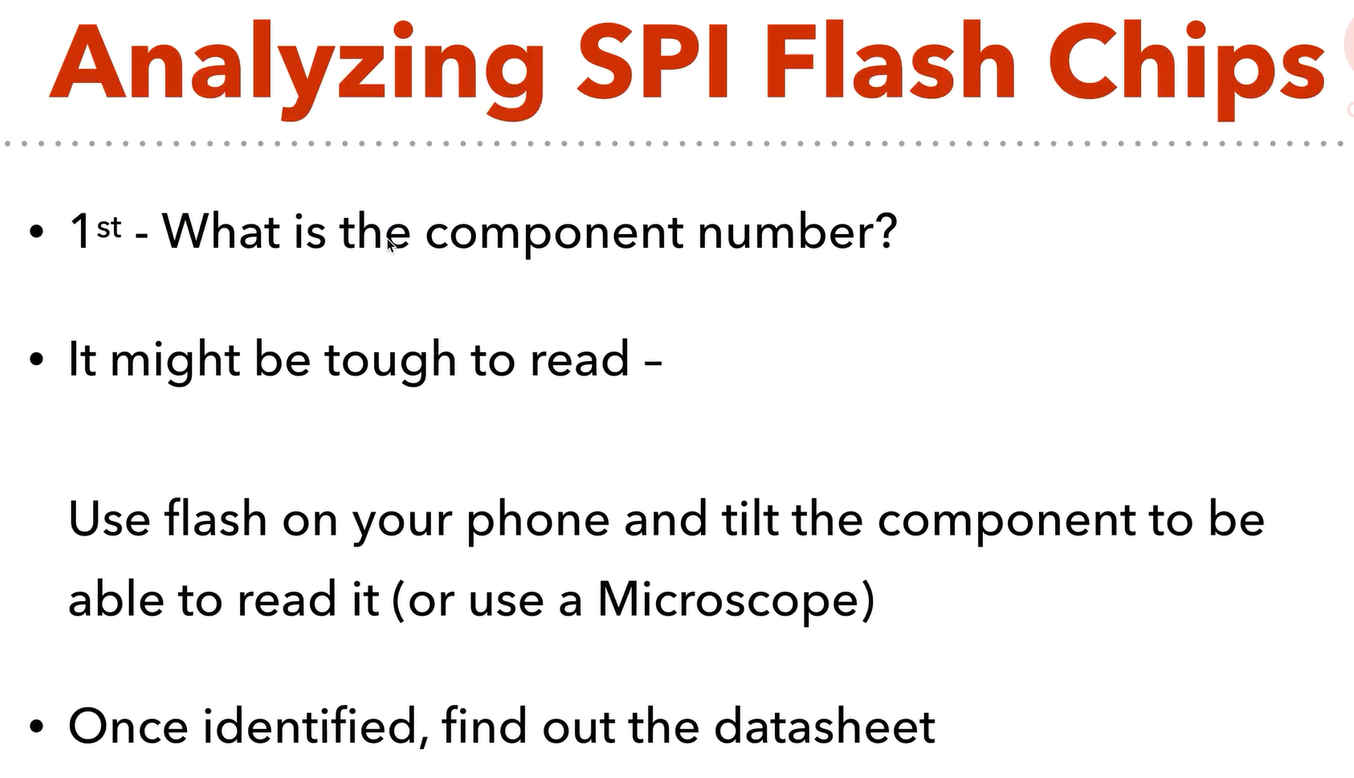 Analyzing SPI Flash Chips
• 1st - What is the component number?
• It might be tough to read –
Use flash on your phone and tilt the component to be
able to read it (or use a Microscope)
• Once identified, find out the datasheet